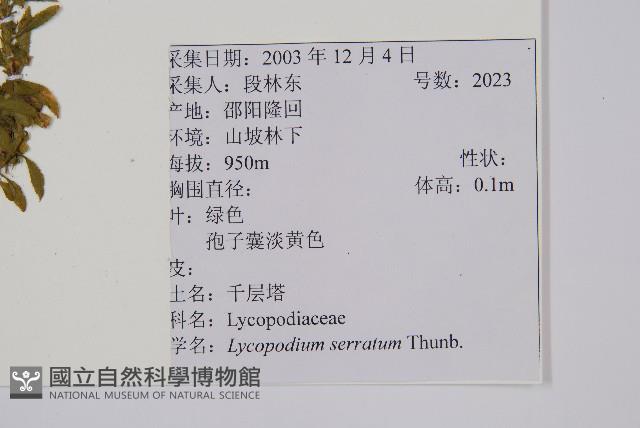 采集日期：2003 年 12 月 4 日
采集人：段林东 号数：2023
产地：邵阳隆回
环境：山坡林下
海拔：950m 性状：
胸围直径： 体高：0.1m
叶：绿色
孢子囊淡黄色
皮：
土名：千层塔
科名：Lycopodiaceae
学名：Lycopodium serratum Thunb.
國立自然科學博物館
NATIONAL MUSEUM OF NATURAL SCIENCE